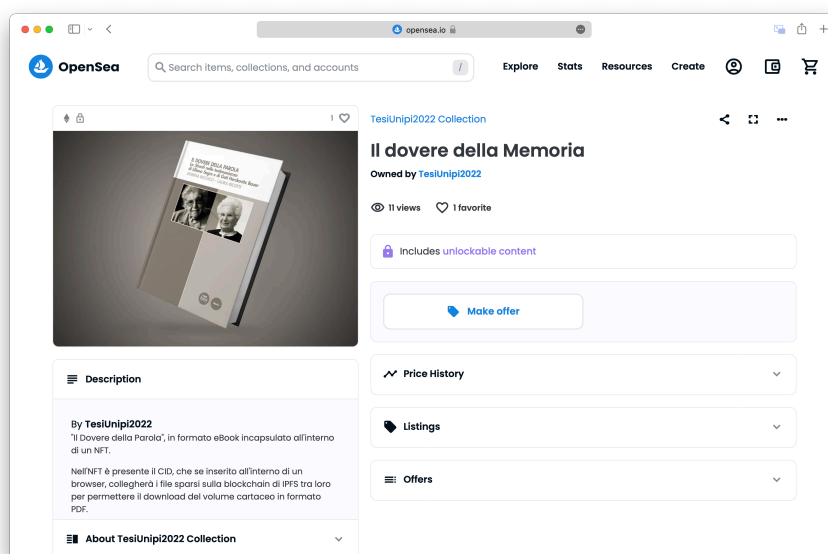 opensea.io
OpenSea
Search items, collections, and accounts
/
Explore
Stats
Resources
Create
1
IL DOVERE DELLA PAROLA
TesiUnipi2022 Collection
Il dovere della Memoria
Owned by TesiUnipi2022
11 views
1 favorite
Includes unlockable content
Make offer
Price History
Listings
Offers
Description
By TesiUnipi2022
"Il Dovere della Parola", in formato eBook incapsulato all'interno
di un NFT.
Nell'NFT è presente il CID, che se inserito all'interno di un
browser, collegherà i file sparsi sulla blockchain di IPFS tra loro
per permettere il download del volume cartaceo in formato
PDF.
About TesiUnipi2022 Collection